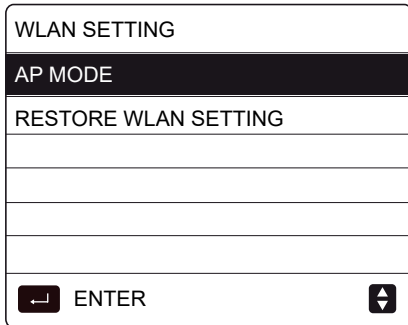 WLAN SETTING
AP MODE
RESTORE WLAN SETTING
ENTER